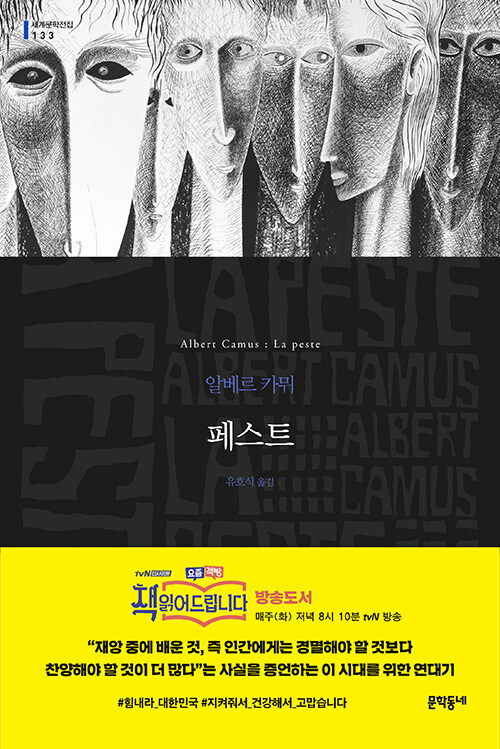 세계문학전집
133
LA PESTE
ALBERT CAMUS
Albert Camus : La peste
알베르 카뮈
페스트
유호식 옮김
tvN 인사이트
요즘책방
책 읽어드립니다 방송도서
매주(화) 저녁 8시 10분 tvN 방송
“재앙 중에 배운 것, 즉 인간에게는 경멸해야 할 것보다
찬양해야 할 것이 더 많다”는 사실을 증언하는 이 시대를 위한 연대기
#힘내라_대한민국 #지켜줘서_건강해서_고맙습니다
문학동네